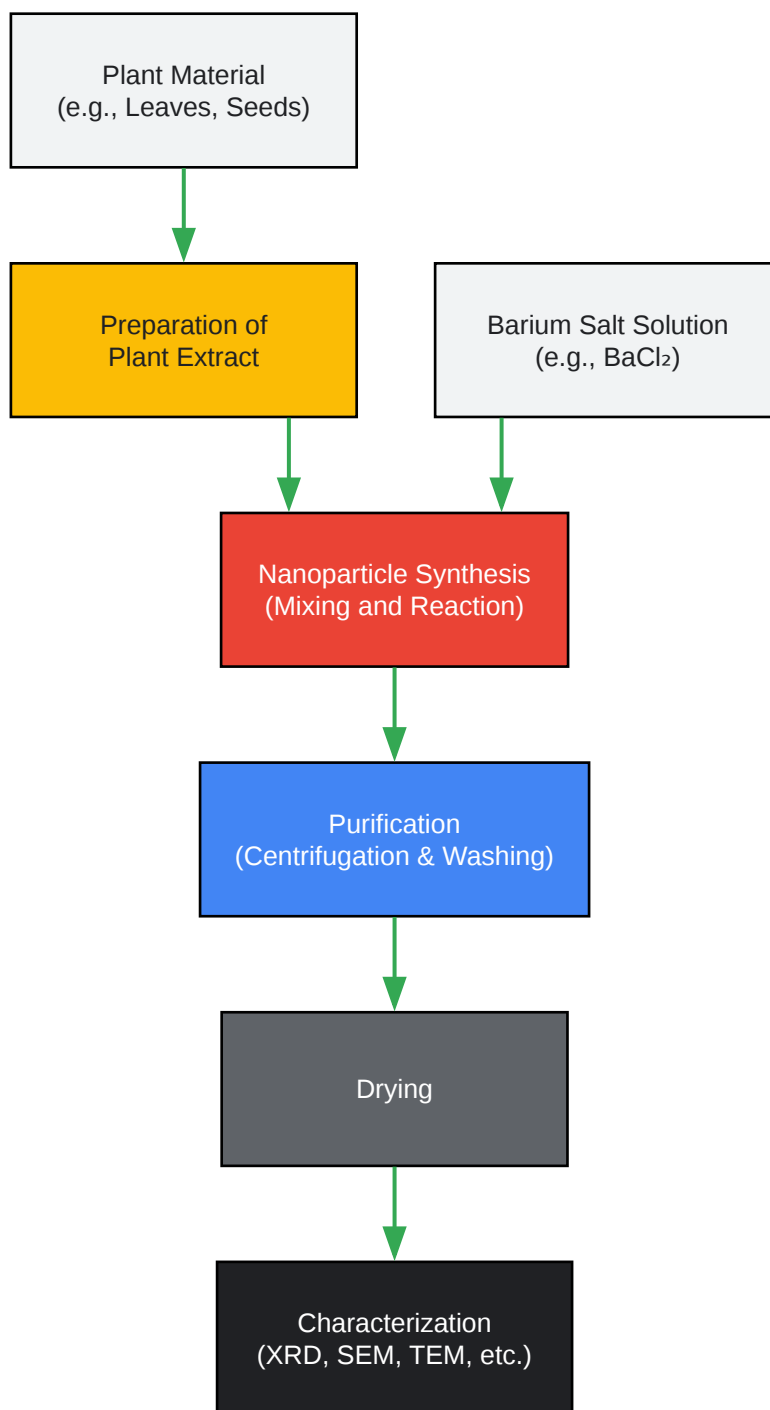 Plant Material
(e.g., Leaves, Seeds)
Preparation of
Plant Extract
Barium Salt Solution
(e.g., BaCl₂)
Nanoparticle Synthesis
(Mixing and Reaction)
Purification
(Centrifugation & Washing)
Drying
Characterization
(XRD, SEM, TEM, etc.)